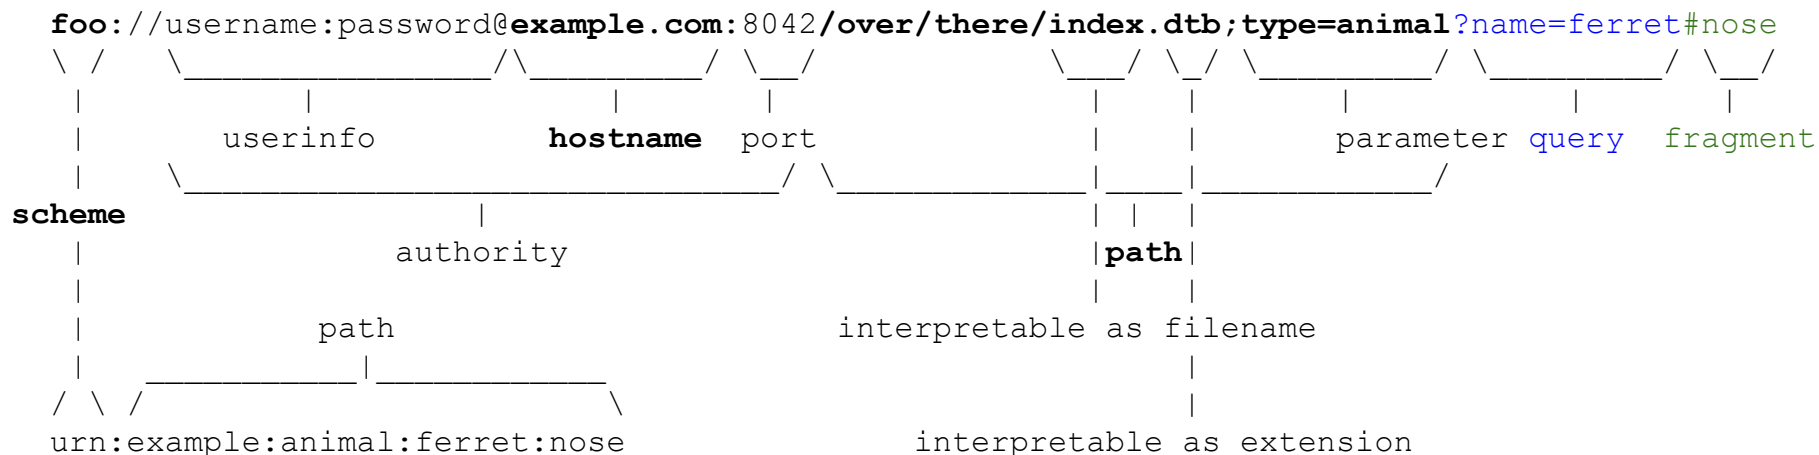 foo://username:password@example.com:8042/over/there/index.dtb;type=animal?name=ferret#nose
userinfo hostname port parameter query fragment
scheme
authority path
path interpretable as filename
urn:example:animal:ferret:nose interpretable as extension